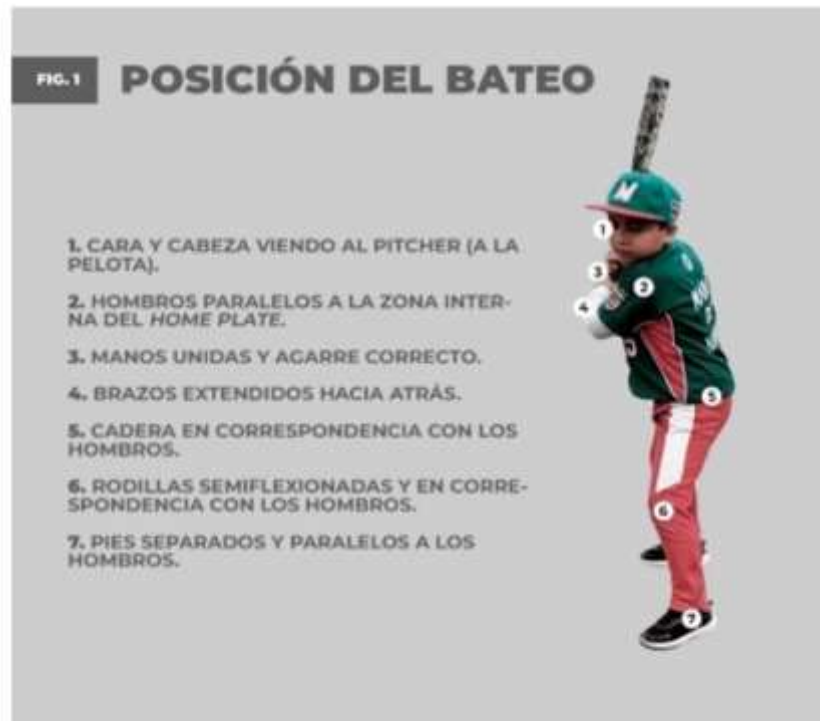 FIG. 1
POSICIÓN DEL BATEO
1. CARA Y CABEZA VIENDO AL PITCHER (A LA
PELOTA).
2. HOMBROS PARALELOS A LA ZONA INTER-
NA DEL HOME PLATE.
3. MANOS UNIDAS Y AGARRE CORRECTO.
4. BRAZOS EXTENDIDOS HACIA ATRÁS.
5. CADERA EN CORRESPONDENCIA CON LOS
HOMBROS.
6. RODILLAS SEMIFLEXIONADAS Y EN CORRE-
SPONDENCIA CON LOS HOMBROS.
7. PIES SEPARADOS Y PARALELOS A LOS
HOMBROS.
1
3
2
4
5
6
7